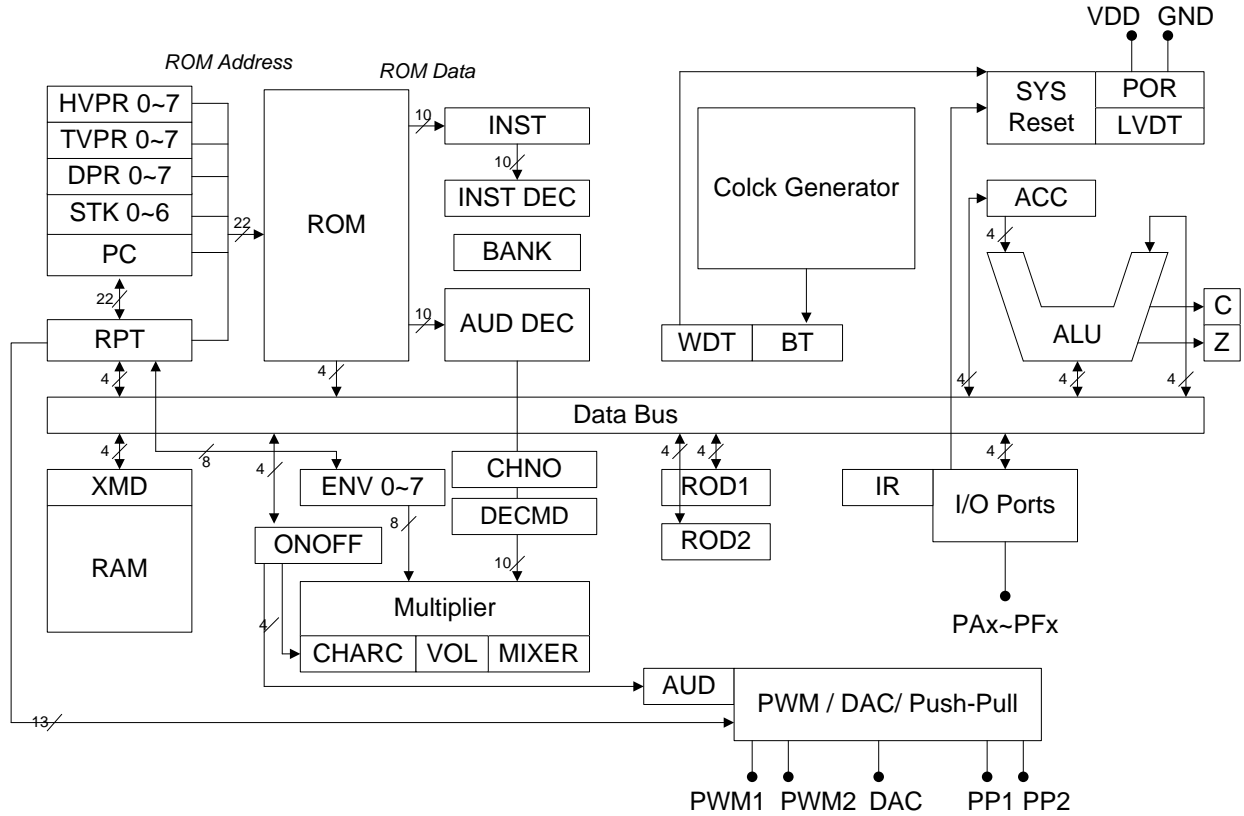 VDD GND
ROM Address
ROM Data
HVPR 0~7
TVPR 0~7
DPR 0~7
STK 0~6
PC
22
RPT
22
ROM
10
INST
10
INST DEC
BANK
10
AUD DEC
Colck Generator
WDT
BT
SYS
Reset
POR
LVDT
ACC
4
ALU
C
Z
4
4
4
4
4
Data Bus
4
8
4
4
4
4
XMD
RAM
ENV 0~7
CHNO
DECMD
ONOFF
8
10
4
Multiplier
CHARC
VOL
MIXER
ROD1
ROD2
IR
I/O Ports
PAx~PFx
AUD
PWM / DAC/ Push-Pull
13
PWM1 PWM2 DAC PP1 PP2